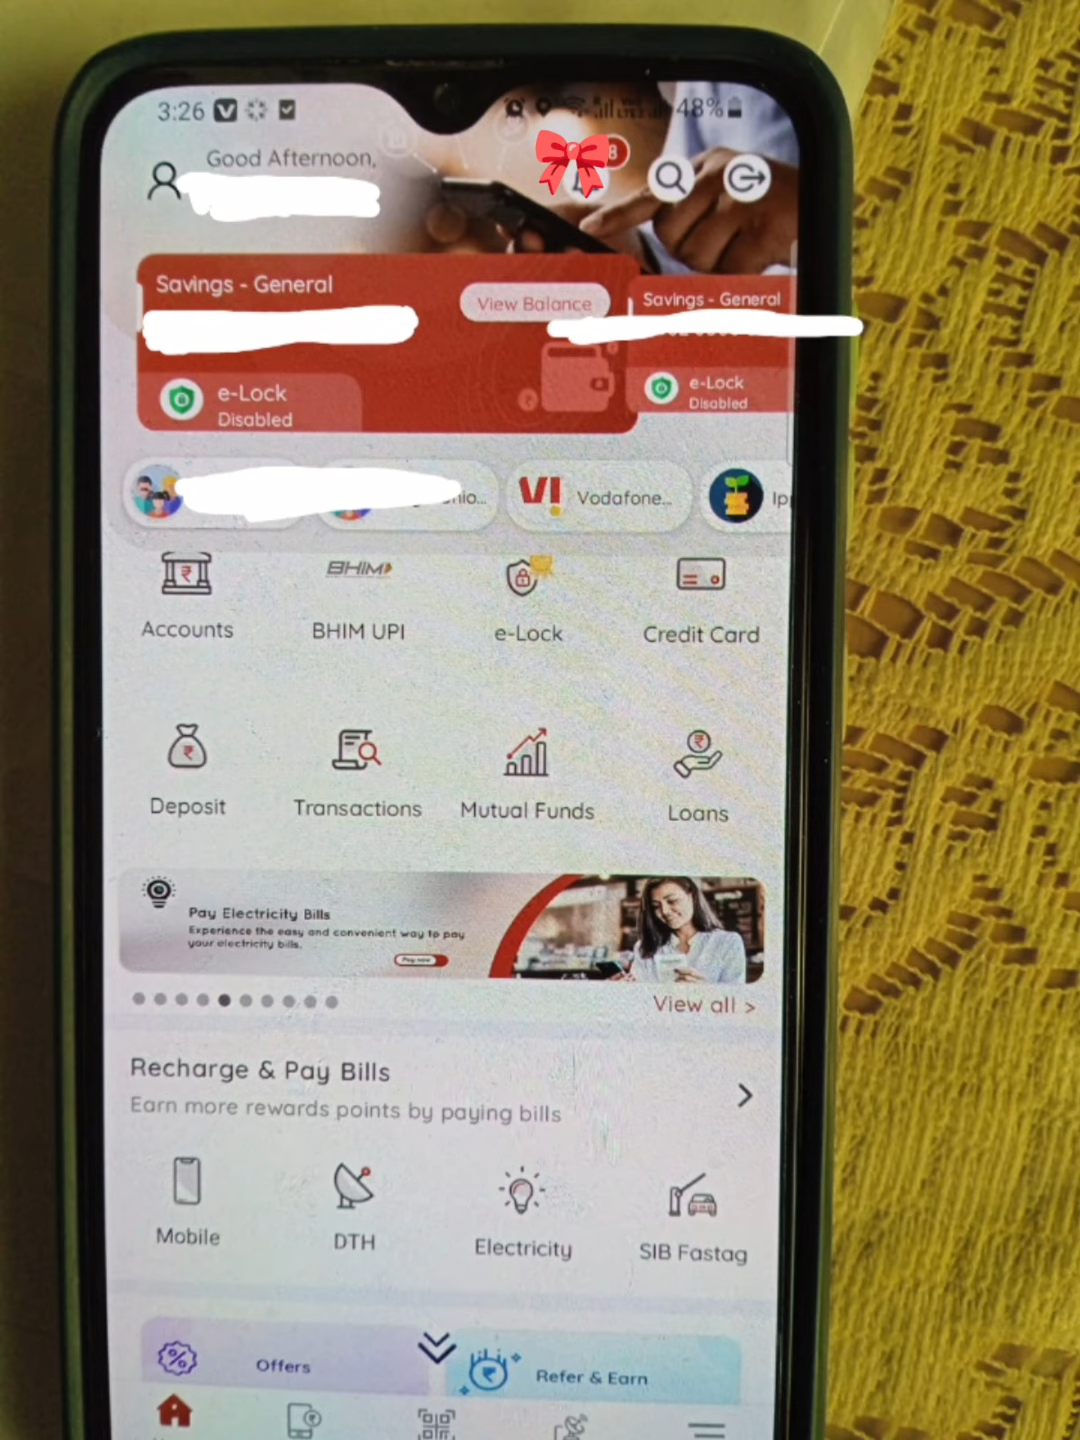 3:26
48%
Good Afternoon,
8
Savings - General
View Balance
Savings - General
e-Lock
Disabled
e-Lock
Disabled
VI
Vodafone...
BHIM
Accounts
BHIM UPI
e-Lock
Credit Card
Deposit
Transactions
Mutual Funds
Loans
Pay Electricity Bills
Experience the easy and convenient way to pay
your electricity bills.
Pay now
View all >
Recharge & Pay Bills
Earn more rewards points by paying bills
Mobile
DTH
Electricity
SIB Fastag
Offers
Refer & Earn